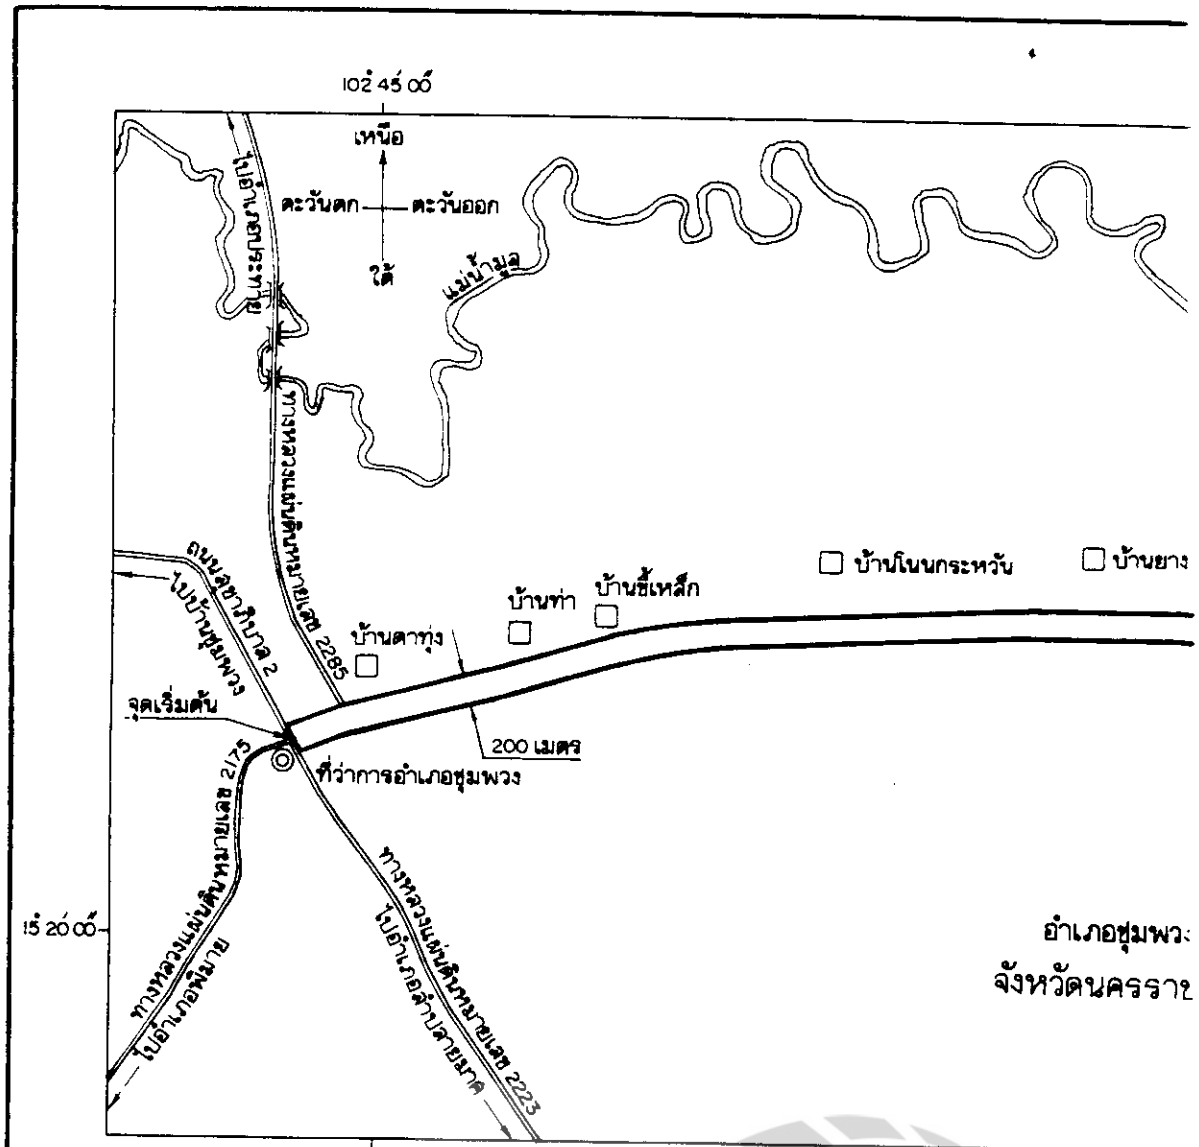 102° 45′ 00″
เหนือ
ตะวันตก
ตะวันออก
ใต้
แม่น้ำมูล
ไปอำเภอประทาย
ทางหลวงแผ่นดินหมายเลข 2285
ถนนสุขาภิบาล 2
ไปบ้านชุมพวง
บ้านโนนกระหวัน
บ้านยาง
บ้านขี้เหล็ก
บ้านท่า
บ้านตาทุ่ง
จุดเริ่มต้น
200 เมตร
ที่ว่าการอำเภอชุมพวง
ทางหลวงแผ่นดินหมายเลข 2175
ไปอำเภอพิมาย
ทางหลวงแผ่นดินหมายเลข 2223
ไปอำเภอลำปลายมาศ
15° 20′ 00″
อำเภอชุมพวง
จังหวัดนครราช